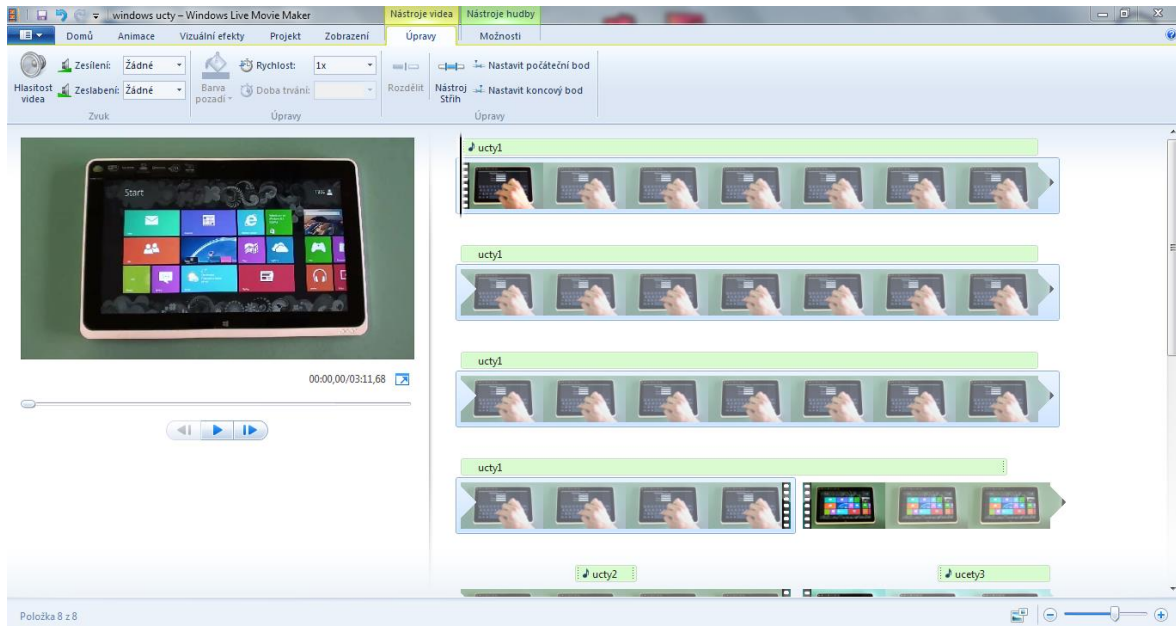 windows ucty – Windows Live Movie Maker
Nástroje videa
Nástroje hudby
Domů
Animace
Vizuální efekty
Projekt
Zobrazení
Úpravy
Možnosti
Hlasitost
videa
Zesílení:
Žádné
Zeslabení:
Žádné
Zvuk
Barva
pozadí
Rychlost:
1x
Doba trvání:
Úpravy
Rozdělit
Nástroj
Střih
Nastavit počáteční bod
Nastavit koncový bod
Úpravy
Start
00:00,00/03:11,68
ucty1
ucty1
ucty1
ucty1
ucty2
ucety3
Položka 8 z 8